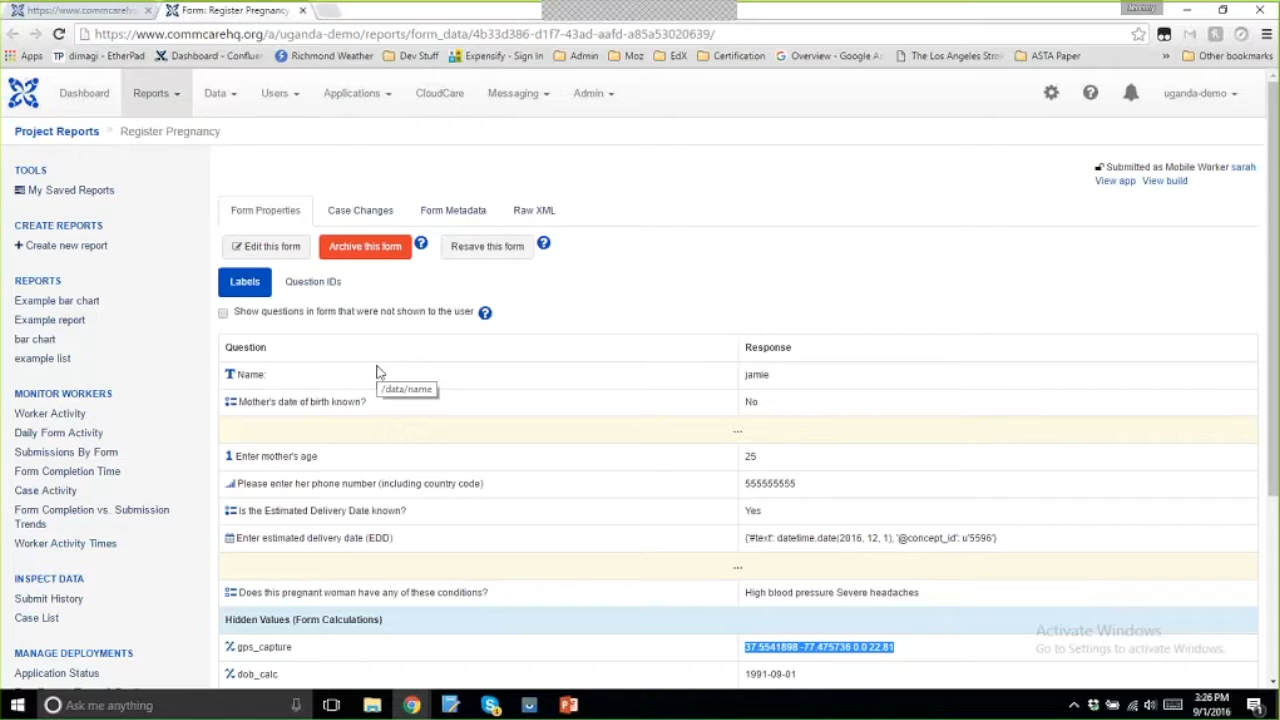 https://www.commcarehq.org/ Form: Register Pregnancy
Jeremy
https://www.commcarehq.org/a/uganda-demo/reports/form_data/4b33d386-d1f7-43ad-aafd-a85a53020639/
Apps dimagi - EtherPad Dashboard - Conflue Richmond Weather Dev Stuff Expensify - Sign In Admin Moz EdX Certification Overview - Google A The Los Angeles Stro ASTA Paper » Other bookmarks
Dashboard Reports Data Users Applications CloudCare Messaging Admin uganda-demo
Project Reports > Register Pregnancy
Submitted as Mobile Worker sarah
View app View build
TOOLS
My Saved Reports
CREATE REPORTS
+ Create new report
REPORTS
Example bar chart
Example report
bar chart
example list
MONITOR WORKERS
Worker Activity
Daily Form Activity
Submissions By Form
Form Completion Time
Case Activity
Form Completion vs. Submission
Trends
Worker Activity Times
INSPECT DATA
Submit History
Case List
MANAGE DEPLOYMENTS
Application Status
Form Properties Case Changes Form Metadata Raw XML
Edit this form Archive this form ? Resave this form ?
Labels Question IDs
Show questions in form that were not shown to the user ?
Question Response
Name: jamie
/data/name
Mother's date of birth known? No
...
Enter mother's age 25
Please enter her phone number (including country code) 555555555
Is the Estimated Delivery Date known? Yes
Enter estimated delivery date (EDD) {'#text': datetime.date(2016, 12, 1), '@concept_id': u'5596'}
...
Does this pregnant woman have any of these conditions? High blood pressure Severe headaches
Hidden Values (Form Calculations)
gps_capture 37.5541898 -77.475736 0.0 22.81
dob_calc 1991-09-01
Activate Windows
Go to Settings to activate Windows.
Ask me anything
3:26 PM
9/1/2016